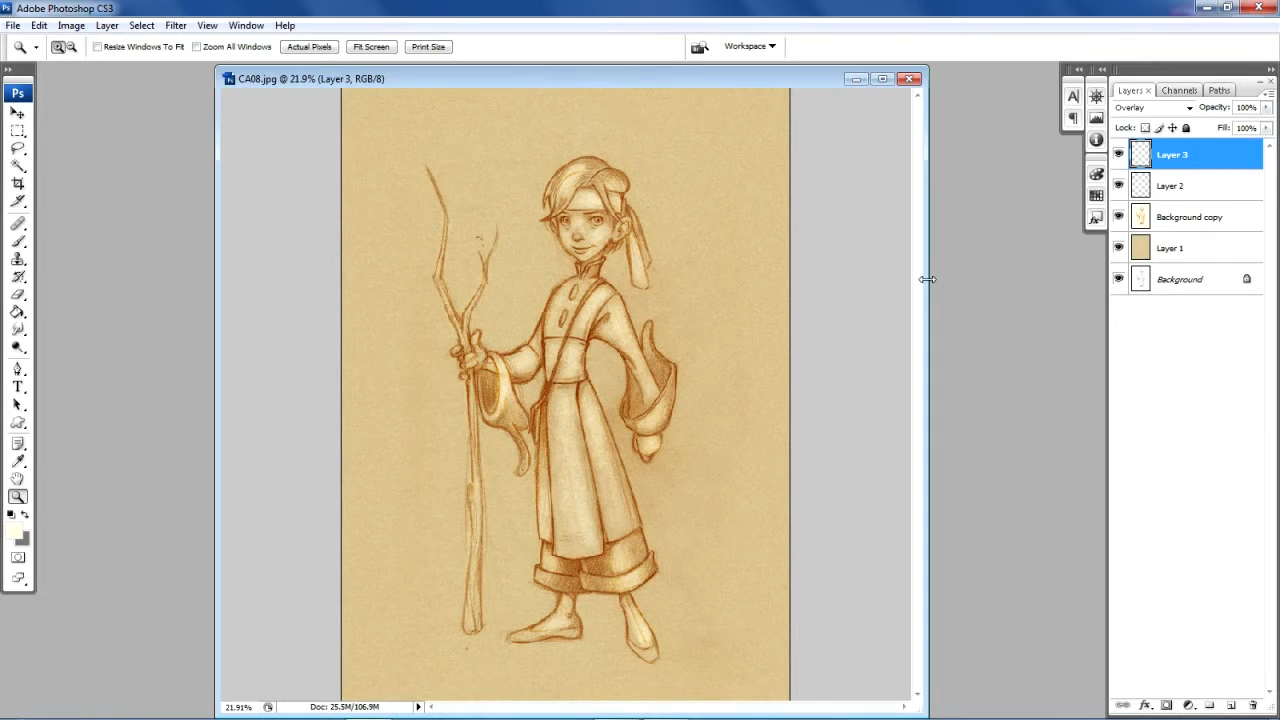 Ps Adobe Photoshop CS3
File Edit Image Layer Select Filter View Window Help
Resize Windows To Fit Zoom All Windows Actual Pixels Fit Screen Print Size Workspace
Ps
CA08.jpg @ 21.9% (Layer 3, RGB/8)
Layers Channels Paths
Overlay Opacity: 100%
Lock: Fill: 100%
Layer 3
Layer 2
Background copy
Layer 1
Background
21.91% Doc: 25.5M/106.9M